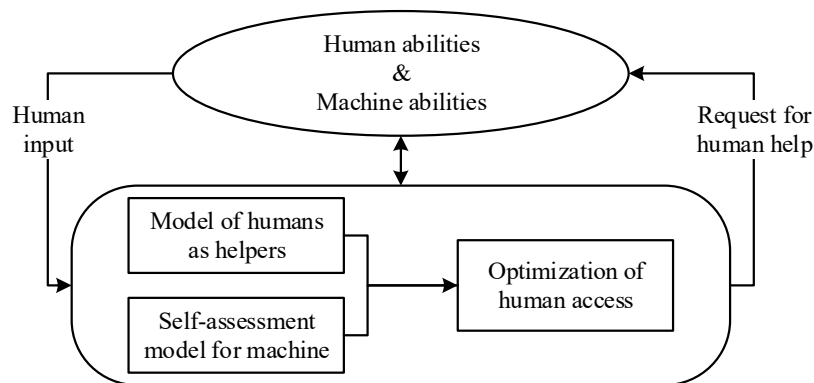 Human abilities
&
Machine abilities
Human
input
Request for
human help
Model of humans
as helpers
Optimization of
human access
Self-assessment
model for machine